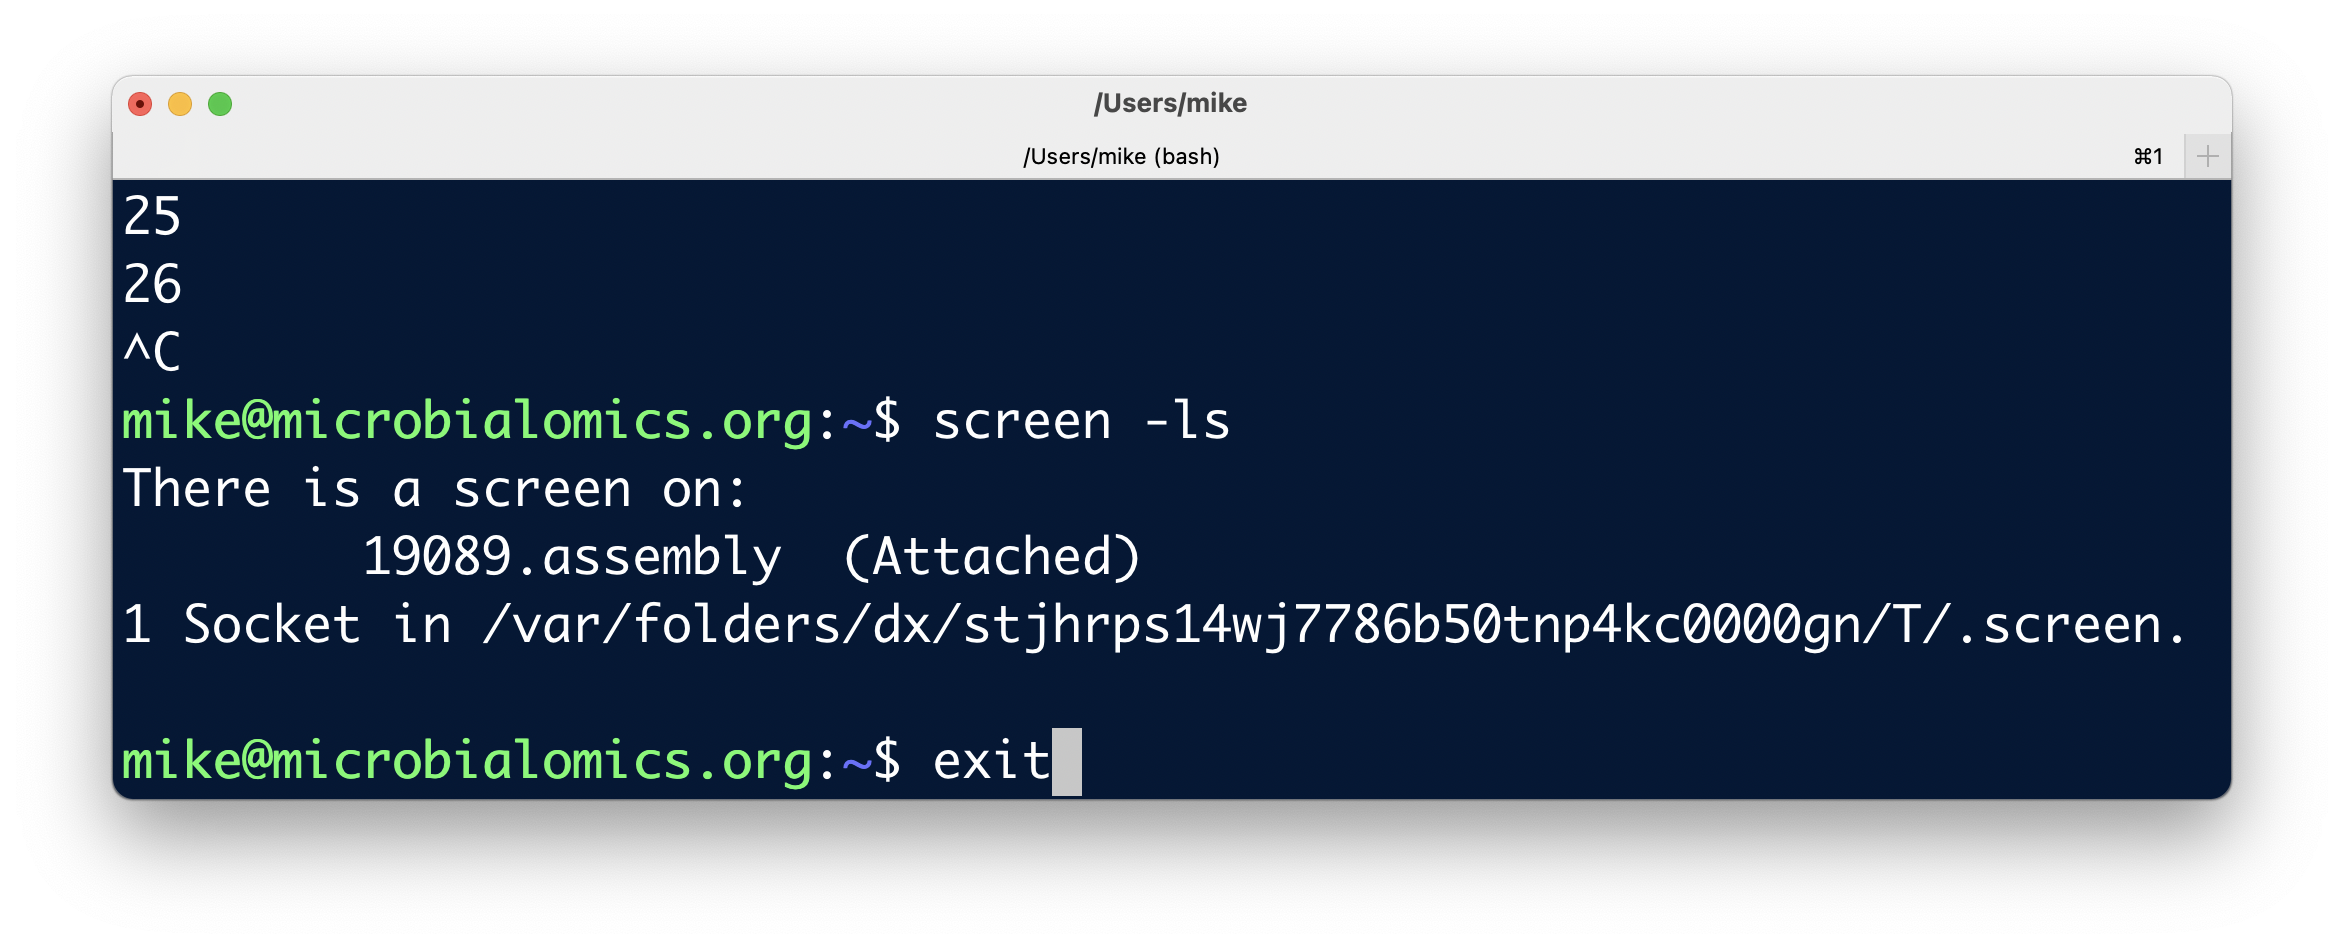 /Users/mike
/Users/mike (bash) ⌘1 +
25
26
^C
mike@microbialomics.org:~$ screen -ls
There is a screen on:
        19089.assembly  (Attached)
1 Socket in /var/folders/dx/stjhrps14wj7786b50tnp4kc0000gn/T/.screen.

mike@microbialomics.org:~$ exit